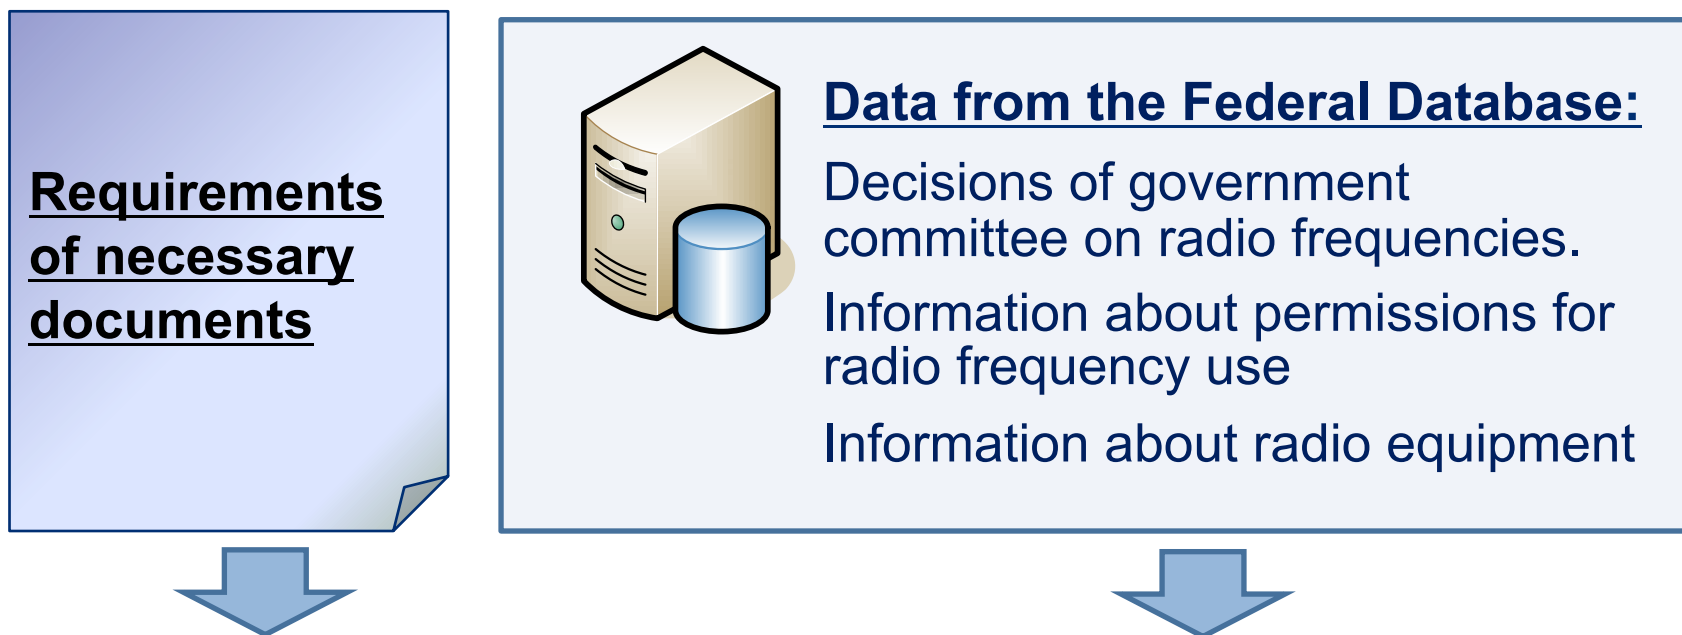 Requirements
of necessary
documents
Data from the Federal Database:
Decisions of government
committee on radio frequencies.
Information about permissions for
radio frequency use
Information about radio equipment